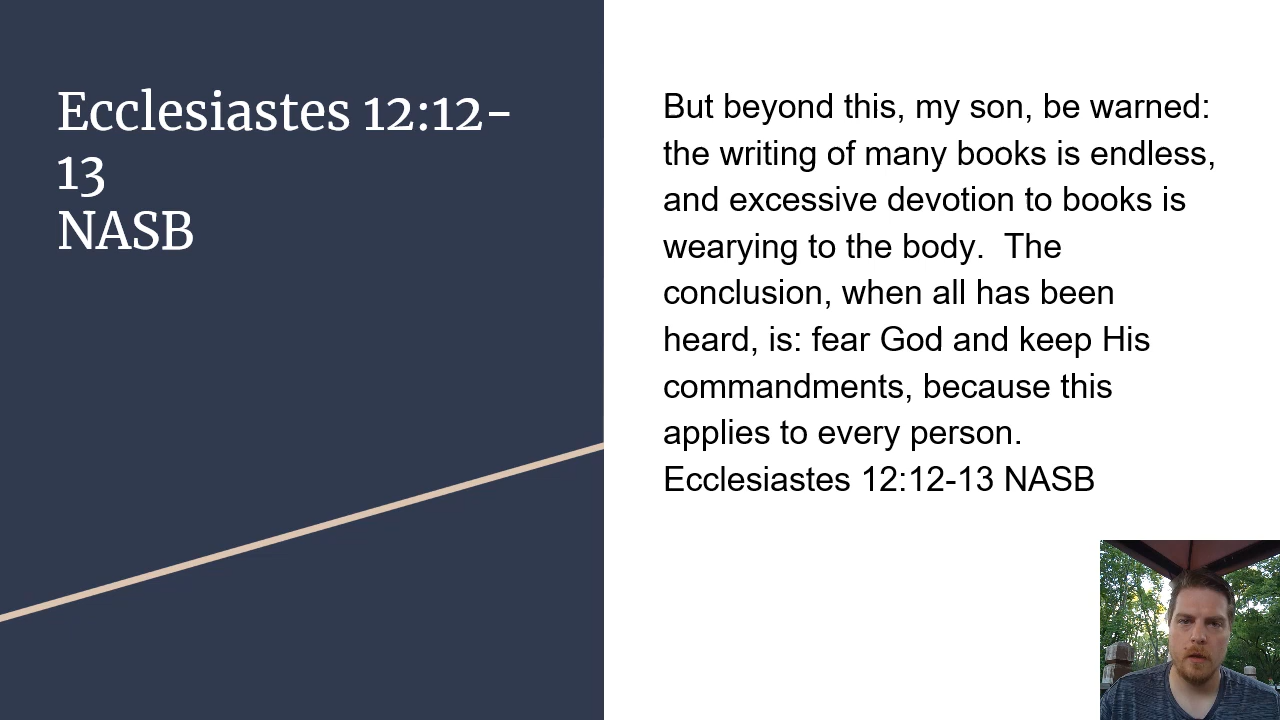 Ecclesiastes 12:12-
13
NASB
But beyond this, my son, be warned:
the writing of many books is endless,
and excessive devotion to books is
wearying to the body.  The
conclusion, when all has been
heard, is: fear God and keep His
commandments, because this
applies to every person.
Ecclesiastes 12:12-13 NASB